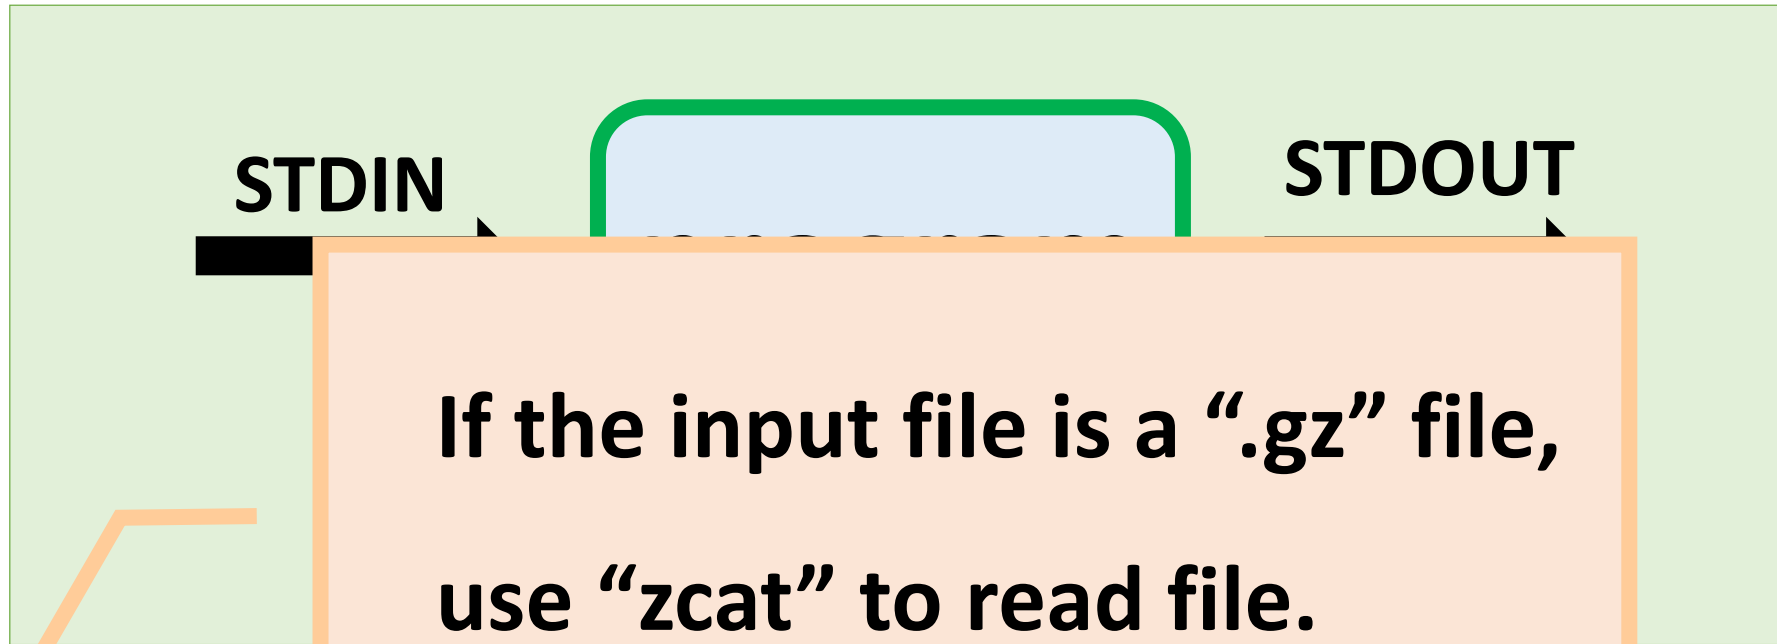 STDIN
STDOUT
If the input file is a “.gz” file,
use “zcat” to read file.